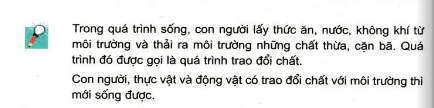 Trong quá trình sống, con người lấy thức ăn, nước, không khí từ
môi trường và thải ra môi trường những chất thừa, cặn bã. Quá
trình đó được gọi là quá trình trao đổi chất.
Con người, thực vật và động vật có trao đổi chất với môi trường thì
mới sống được.